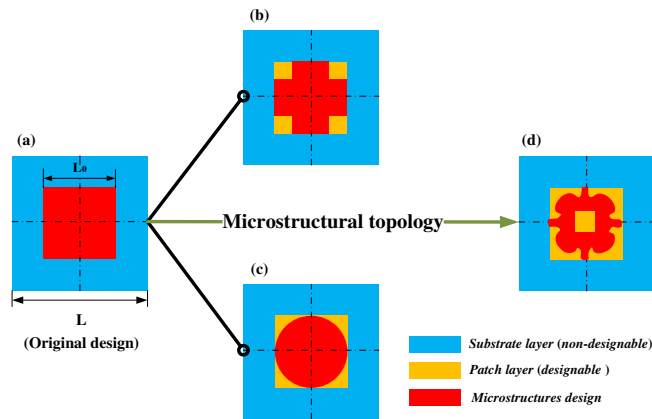 (b)
(a)
L₀
(d)
Microstructural topology
(c)
L
(Original design)
Substrate layer (non-designable)
Patch layer (designable )
Microstructures design